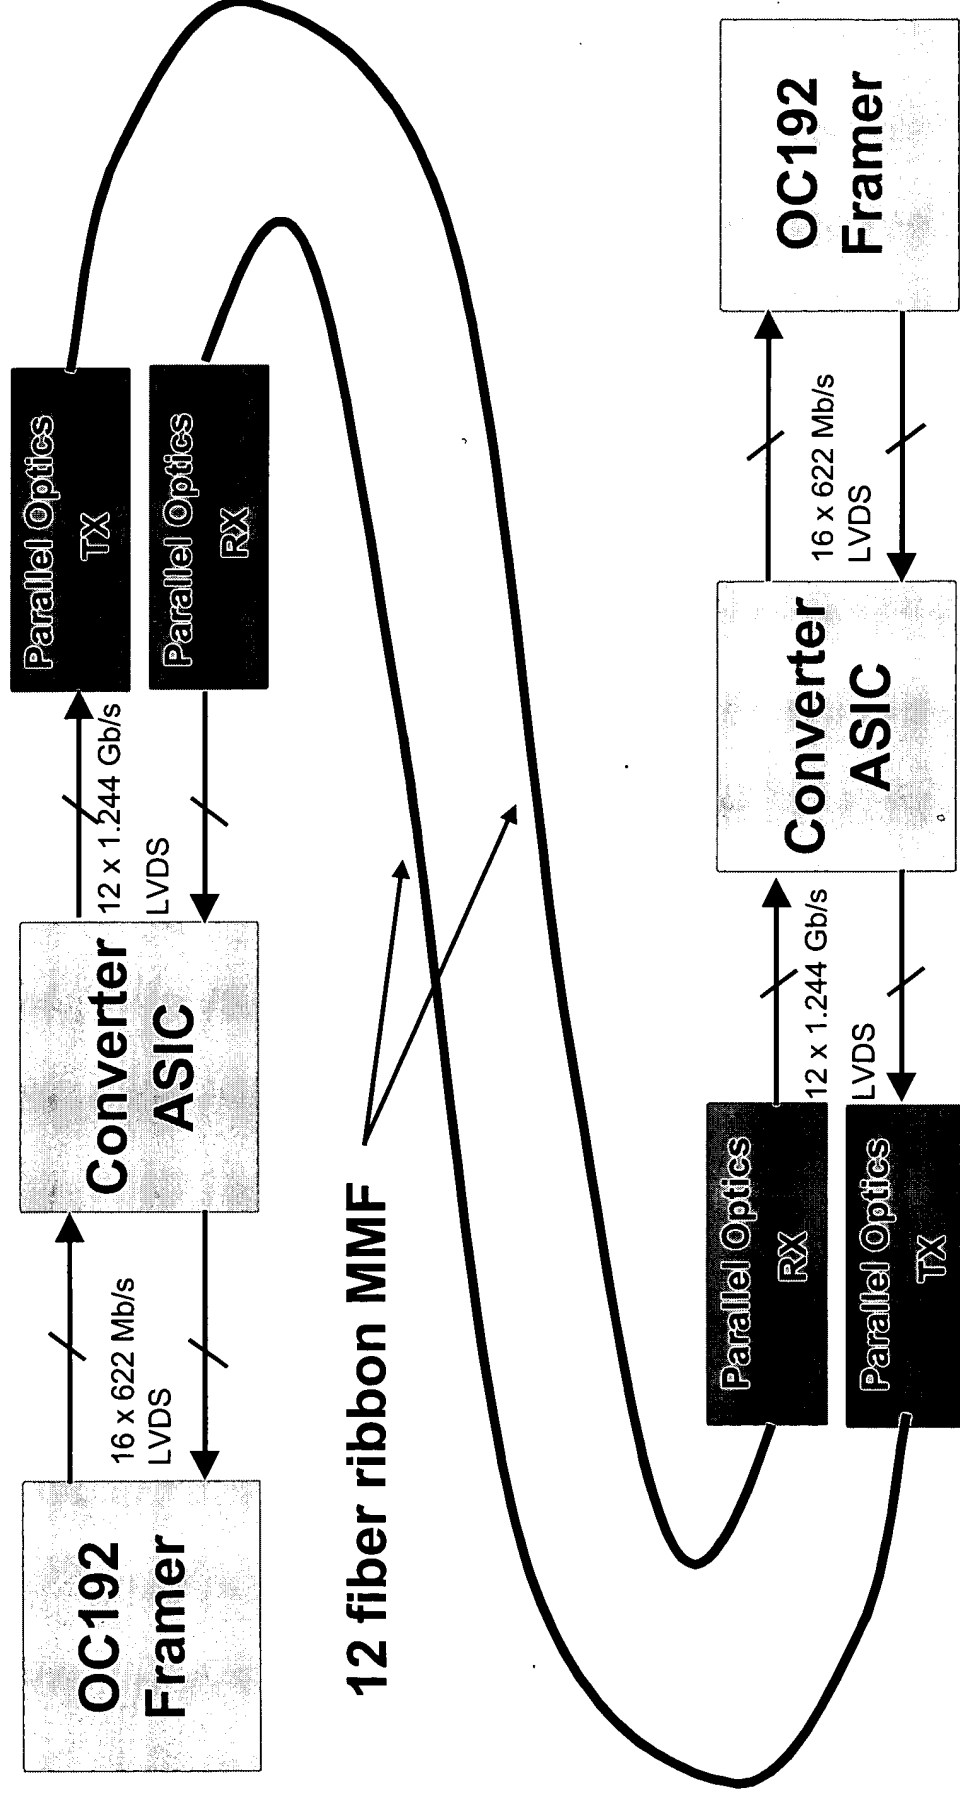 OC192
Framer
16 x 622 Mb/s
LVDS
Converter
ASIC
12 x 1.244 Gb/s
LVDS
Parallel Optics
TX
Parallel Optics
RX
12 fiber ribbon MMF
Parallel Optics
RX
Parallel Optics
TX
12 x 1.244 Gb/s
LVDS
Converter
ASIC
16 x 622 Mb/s
LVDS
OC192
Framer